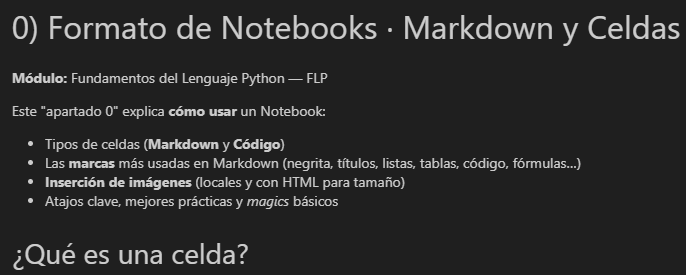 0) Formato de Notebooks · Markdown y Celdas
Módulo: Fundamentos del Lenguaje Python — FLP
Este "apartado 0" explica cómo usar un Notebook:
• Tipos de celdas (Markdown y Código)
• Las marcas más usadas en Markdown (negrita, títulos, listas, tablas, código, fórmulas...)
• Inserción de imágenes (locales y con HTML para tamaño)
• Atajos clave, mejores prácticas y magics básicos
¿Qué es una celda?